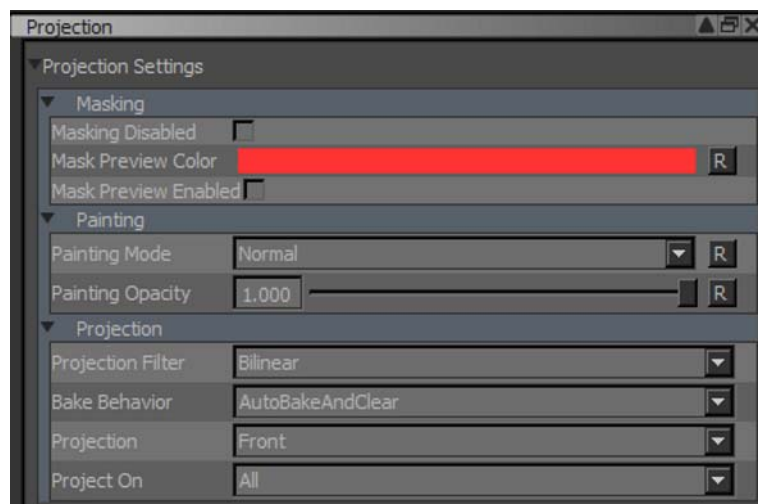 Projection
Projection Settings
Masking
Masking Disabled
Mask Preview Color R
Mask Preview Enabled
Painting
Painting Mode Normal R
Painting Opacity 1.000 R
Projection
Projection Filter Bilinear
Bake Behavior AutoBakeAndClear
Projection Front
Project On All